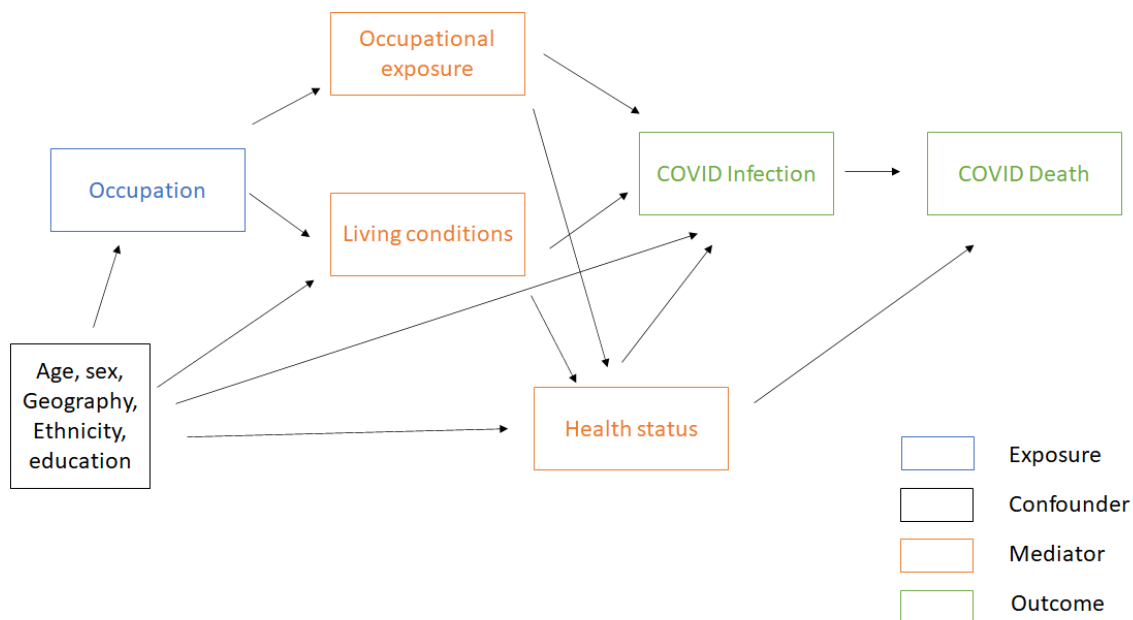 Occupational
exposure
Occupation
COVID Infection
COVID Death
Living conditions
Age, sex,
Geography,
Ethnicity,
education
Health status
Exposure
Confounder
Mediator
Outcome